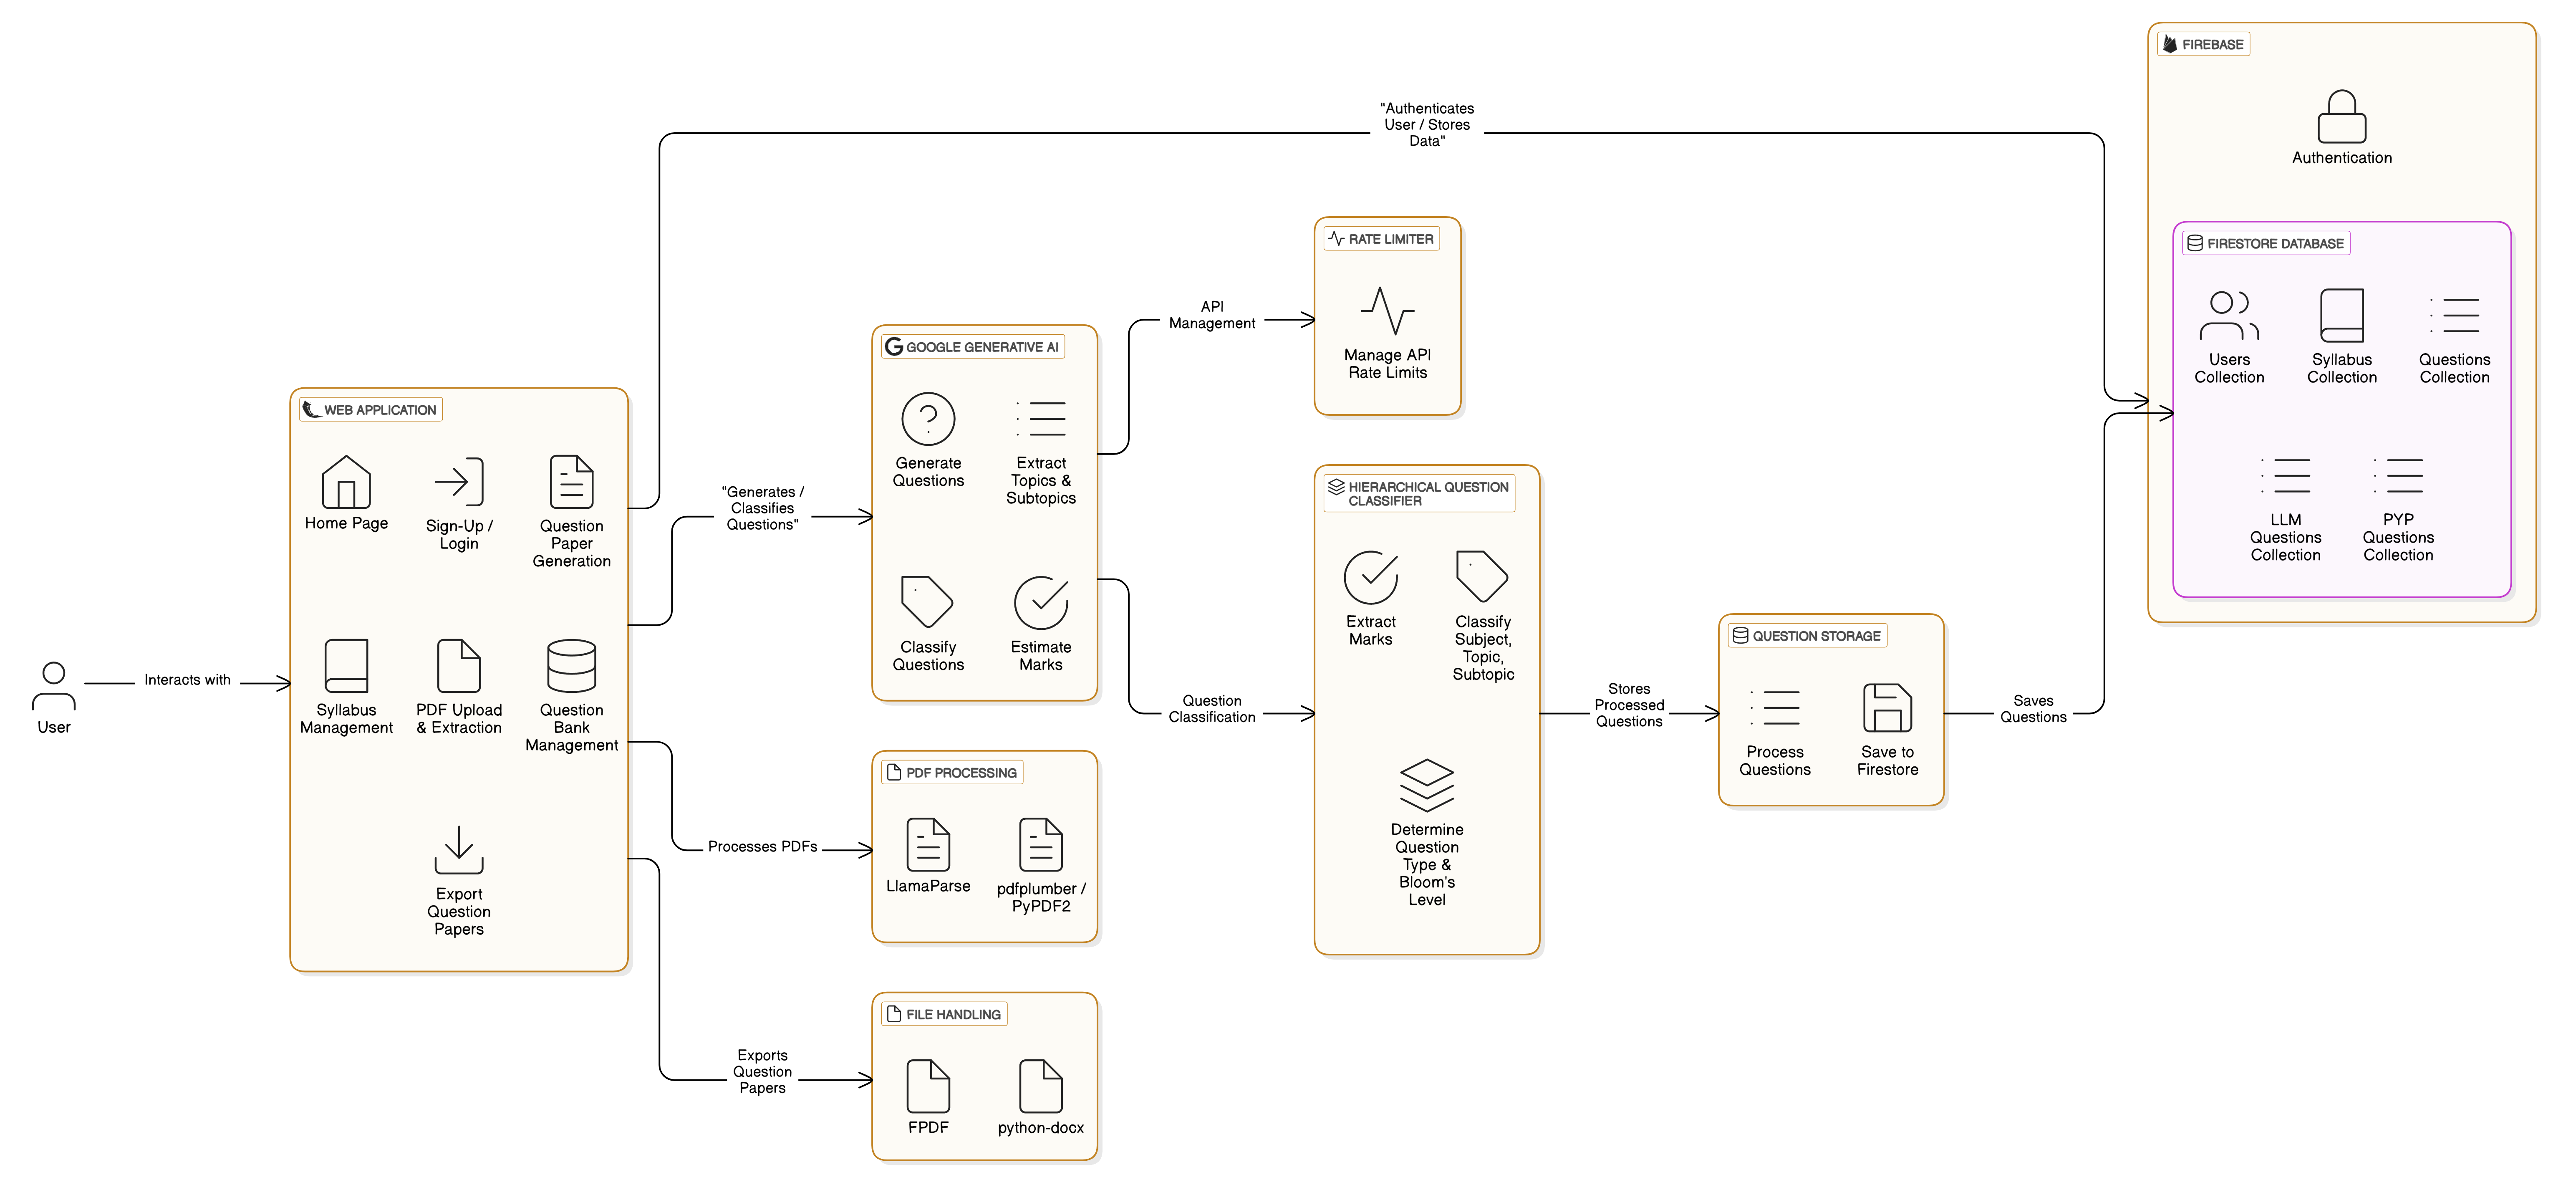 User
Interacts with
WEB APPLICATION
Home Page
Sign-Up /
Login
Question
Paper
Generation
Syllabus
Management
PDF Upload
& Extraction
Question
Bank
Management
Export
Question
Papers
"Authenticates
User / Stores
Data"
"Generates /
Classifies
Questions"
Processes PDFs
Exports
Question
Papers
GOOGLE GENERATIVE AI
Generate
Questions
Extract
Topics &
Subtopics
Classify
Questions
Estimate
Marks
PDF PROCESSING
LlamaParse
pdfplumber /
PyPDF2
FILE HANDLING
FPDF
python-docx
API
Management
Question
Classification
RATE LIMITER
Manage API
Rate Limits
HIERARCHICAL QUESTION
CLASSIFIER
Extract
Marks
Classify
Subject,
Topic,
Subtopic
Determine
Question
Type &
Bloom's
Level
Stores
Processed
Questions
QUESTION STORAGE
Process
Questions
Save to
Firestore
Saves
Questions
FIREBASE
Authentication
FIRESTORE DATABASE
Users
Collection
Syllabus
Collection
Questions
Collection
LLM
Questions
Collection
PYP
Questions
Collection